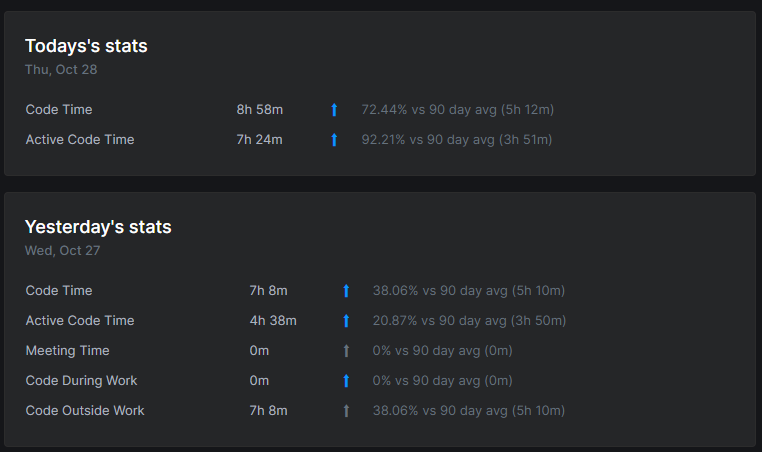 Todays's stats
Thu, Oct 28
Code Time 8h 58m 72.44% vs 90 day avg (5h 12m)
Active Code Time 7h 24m 92.21% vs 90 day avg (3h 51m)
Yesterday's stats
Wed, Oct 27
Code Time 7h 8m 38.06% vs 90 day avg (5h 10m)
Active Code Time 4h 38m 20.87% vs 90 day avg (3h 50m)
Meeting Time 0m 0% vs 90 day avg (0m)
Code During Work 0m 0% vs 90 day avg (0m)
Code Outside Work 7h 8m 38.06% vs 90 day avg (5h 10m)